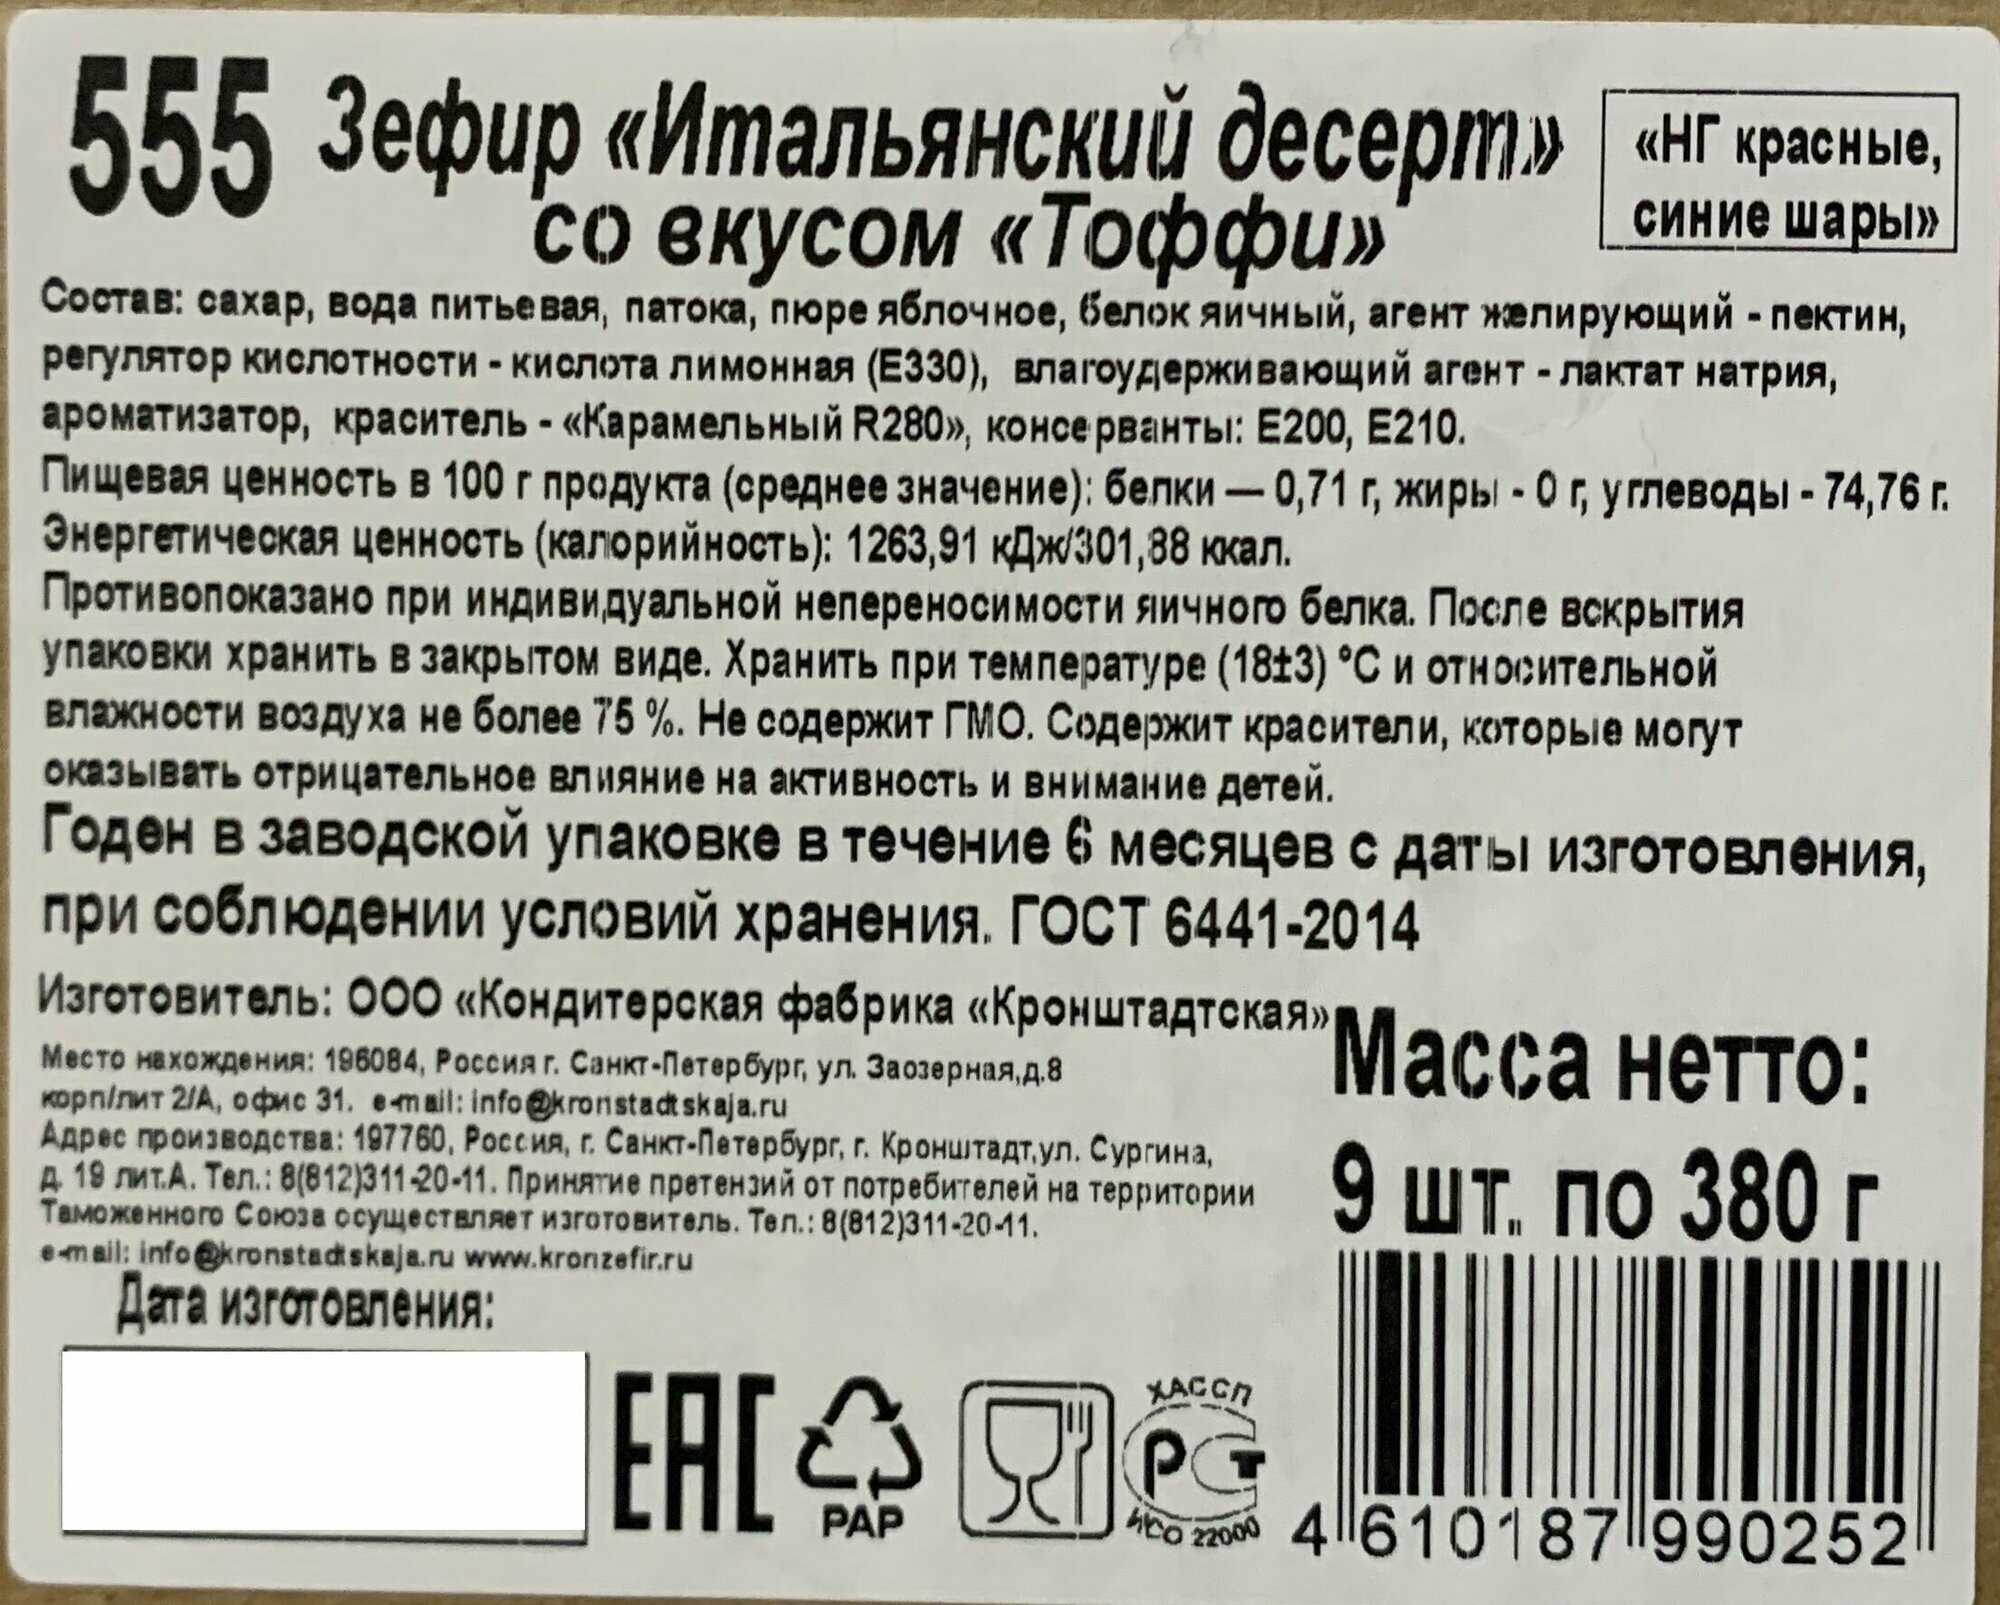 555 Зефир «Итальянский десерт»
со вкусом «Тоффи»
«НГ красные,
синие шары»
Состав: сахар, вода питьевая, патока, пюре яблочное, белок яичный, агент желирующий - пектин,
регулятор кислотности - кислота лимонная (Е330), влагоудерживающий агент - лактат натрия,
ароматизатор, краситель - «Карамельный R280», консерванты: Е200, Е210.
Пищевая ценность в 100 г продукта (среднее значение): белки — 0,71 г, жиры - 0 г, углеводы - 74,76 г.
Энергетическая ценность (калорийность): 1263,91 кДж/301,88 ккал.
Противопоказано при индивидуальной непереносимости яичного белка. После вскрытия
упаковки хранить в закрытом виде. Хранить при температуре (18±3) °С и относительной
влажности воздуха не более 75 %. Не содержит ГМО. Содержит красители, которые могут
оказывать отрицательное влияние на активность и внимание детей.
Годен в заводской упаковке в течение 6 месяцев с даты изготовления,
при соблюдении условий хранения. ГОСТ 6441-2014
Изготовитель: ООО «Кондитерская фабрика «Кронштадтская»
Место нахождения: 196084, Россия г. Санкт-Петербург, ул. Заозерная,д.8
корп/лит 2/А, офис 31. e-mail: info@kronstadtskaja.ru
Адрес производства: 197760, Россия, г. Санкт-Петербург, г. Кронштадт,ул. Сургина,
д. 19 лит.А. Тел.: 8(812)311-20-11. Принятие претензий от потребителей на территории
Таможенного Союза осуществляет изготовитель. Тел.: 8(812)311-20-11.
e-mail: info@kronstadtskaja.ru www.kronzefir.ru
Масса нетто:
9 шт. по 380 г
Дата изготовления:
ЕАС
PAP
ХАССП
РСТ
ИСО 22000
4 610187 990252